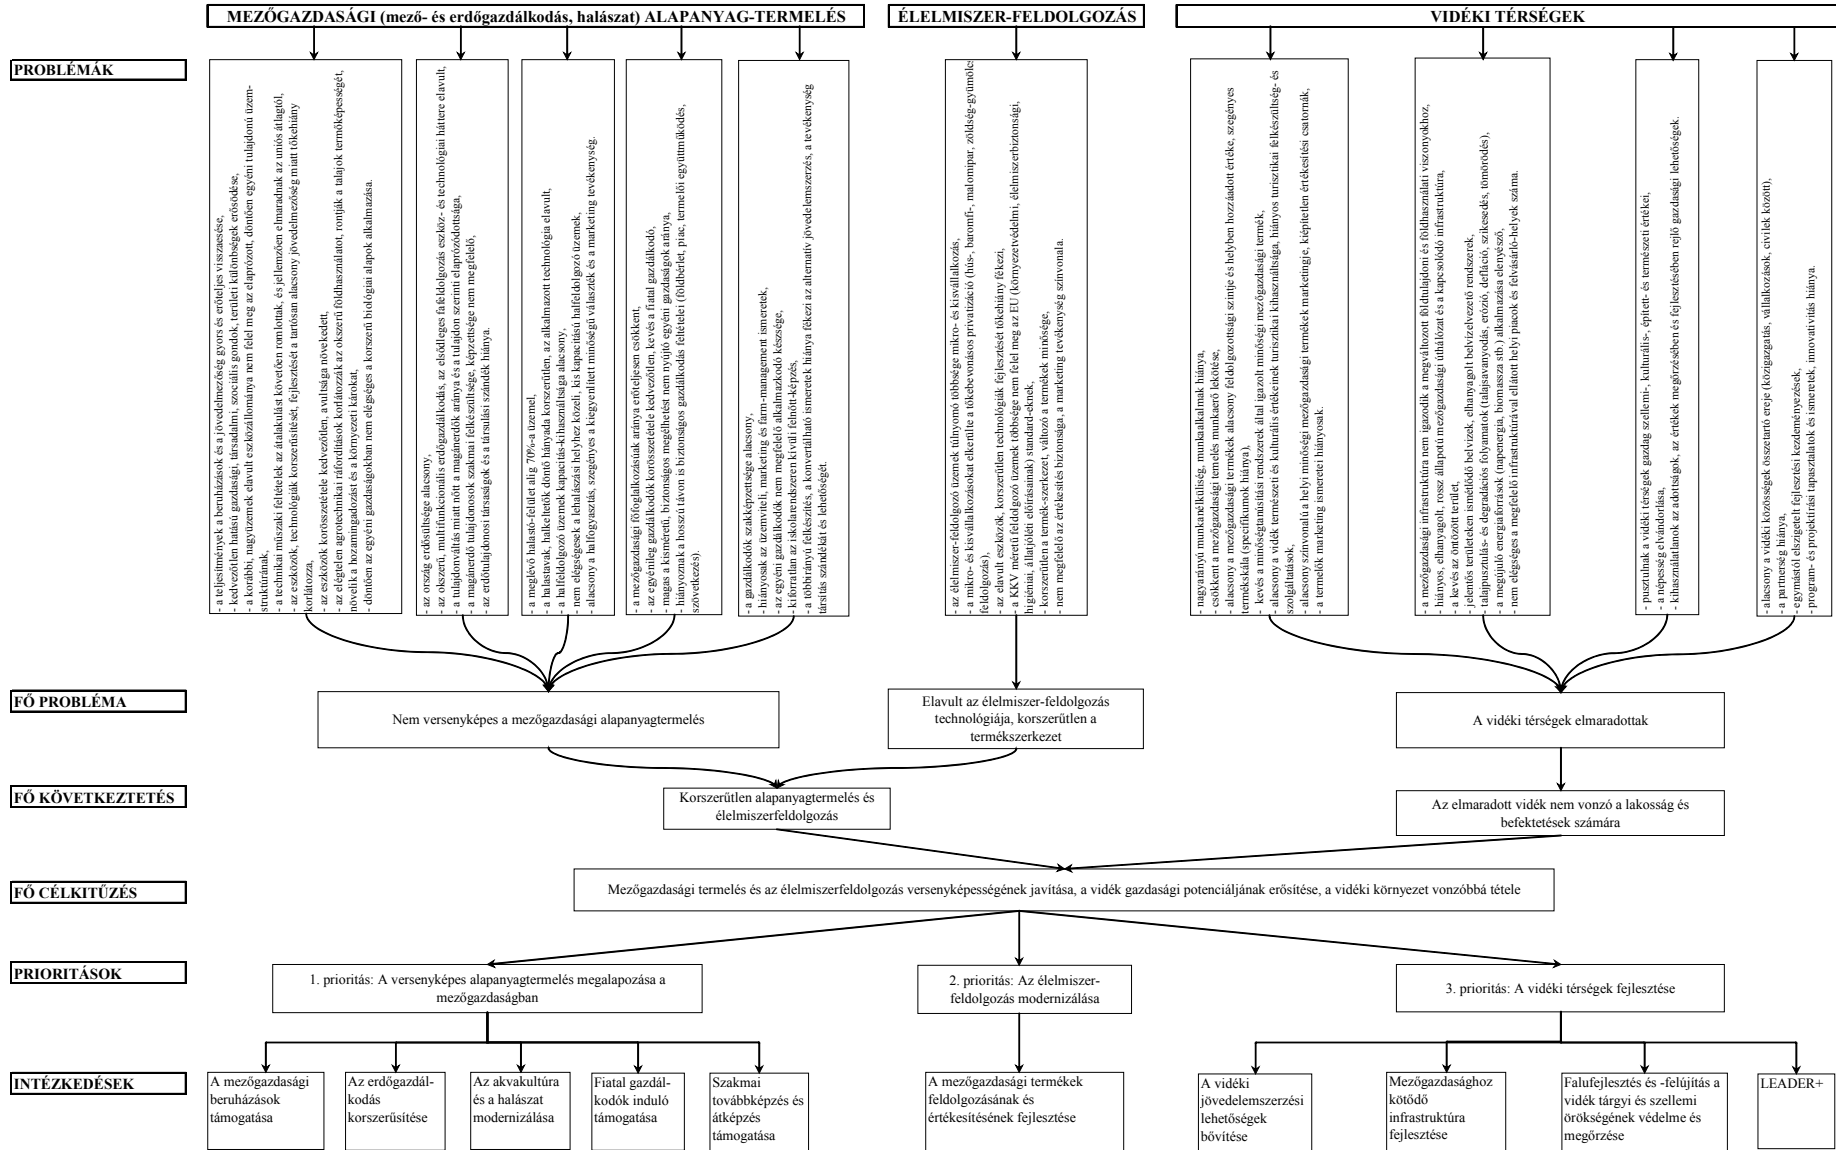 MEZŐGAZDASÁGI (mező- és erdőgazdálkodás, halászat) ALAPANYAG-TERMELÉS
ÉLELMISZER-FELDOLGOZÁS
VIDÉKI TÉRSÉGEK
PROBLÉMÁK
- a teljesítmények a beruházások és a jövedelmezőség gyors és erőteljes visszaesése,
- kedvezőtlen hatású gazdasági, társadalmi, szociális gondok, területi különbségek erősödése,
- a korábbi, nagyüzemek elavult eszközállománya nem felel meg az elaprózott, döntően egyéni tulajdonú üzem-
struktúrának,
- a technikai műszaki feltételek az átalakulást követően romlottak, és jellemzően elmaradnak az uniós átlagtól,
- az eszközök, technológiák korszerűsítését, fejlesztését a tartósan alacsony jövedelmezőség miatt tőkehiány
korlátozza,
- az eszközök korösszetétele kedvezőtlen, avultsága növekedett,
- az elégtelen agrotechnikai ráfordítások korlátozzák az okszerű földhasználatot, rontják a talajok termőképességét,
növelik a hozamingadozást és a környezeti károkat,
- döntően az egyéni gazdaságokban nem elégséges a korszerű biológiai alapok alkalmazása.
- az ország erdősültsége alacsony,
- az okszerű, multifunkcionális erdőgazdálkodás, az elsődleges fafeldolgozás eszköz- és technológiai háttere elavult,
- a tulajdonváltás miatt nőtt a magánerdők aránya és a tulajdon szerinti elaprózódottsága,
- a magánerdő tulajdonosok szakmai felkészültsége, képzettsége nem megfelelő,
- az erdőtulajdonosi társaságok és a társulási szándék hiánya.
- a meglévő halastó-felület alig 70%-a üzemel,
- a halastavak, halkeltetők döntő hányada korszerűtlen, az alkalmazott technológia elavult,
- a halfeldolgozó üzemek kapacitás-kihasználtsága alacsony,
- nem elégségesek a lehalászási helyhez közeli, kis kapacitású halfeldolgozó üzemek,
- alacsony a halfogyasztás, szegényes a kiegyenlített minőségű választék és a marketing tevékenység.
- a mezőgazdasági főfoglalkozásúak aránya erőteljesen csökkent,
- az egyénileg gazdálkodók korösszetétele kedvezőtlen, kevés a fiatal gazdálkodó,
- magas a kisméretű, biztonságos megélhetést nem nyújtó egyéni gazdaságok aránya,
- hiányoznak a hosszú távon is biztonságos gazdálkodás feltételei (földbérlet, piac, termelői együttműködés,
szövetkezés).
- a gazdálkodók szakképzettsége alacsony,
- hiányosak az üzemviteli, marketing és farm-management ismeretek,
- az egyéni gazdálkodók nem megfelelő alkalmazkodó készsége,
- kiforratlan az iskolarendszeren kívüli felnőtt-képzés,
- a többirányú felkészítés, a konvertálható ismeretek hiánya fékezi az alternatív jövedelemszerzés, a tevékenység
társítás szándékát és lehetőségét.
- az élelmiszer-feldolgozó üzemek túlnyomó többsége mikro- és kisvállalkozás,
- a mikro- és kisvállalkozásokat elkerülte a tőkebevonásos privatizáció (hús-, baromfi-, malomipar, zöldség-gyümölcs
feldolgozás),
- az elavult eszközök, korszerűtlen technológiák fejlesztését tőkehiány fékezi,
- a KKV méretű feldolgozó üzemek többsége nem felel meg az EU (környezetvédelmi, élelmiszerbiztonsági,
higiéniai, állatjóléti előírásainak) standard-eknek,
- korszerűtlen a termék-szerkezet, változó a termékek minősége,
- nem megfelelő az értékesítés biztonsága, a marketing tevékenység színvonala.
- nagyarányú munkanélküliség, munkaalkalmak hiánya,
- csökkent a mezőgazdasági termelés munkaerő lekötése,
- alacsony a mezőgazdasági termékek alacsony feldolgozottsági szintje és helyben hozzáadott értéke, szegényes
termékskála (specifikumok hiánya),
- kevés a minőségtanúsítási rendszerek által igazolt minőségi mezőgazdasági termék,
- alacsony a vidék természeti és kulturális értékeinek turisztikai kihasználtsága, hiányos turisztikai felkészültség- és
szolgáltatások,
- alacsony színvonalú a helyi minőségi mezőgazdasági termékek marketingje, kiépítetlen értékesítési csatornák,
- a termelők marketing ismeretei hiányosak.
- a mezőgazdasági infrastruktúra nem igazodik a megváltozott földtulajdoni és földhasználati viszonyokhoz,
- hiányos, elhanyagolt, rossz állapotú mezőgazdasági úthálózat és a kapcsolódó infrastruktúra,
- a kevés az öntözött terület,
- jelentős területeken ismétlődő belvizek, elhanyagolt belvízelvezető rendszerek,
- talajpusztulás- és degradációs folyamatok (talajsavanyodás, erózió, defláció, szikesedés, tömörödés),
- a megújuló energiaforrások (napenergia, biomassza stb.) alkalmazása elenyésző,
- nem elégséges a megfelelő infrastruktúrával ellátott helyi piacok és felvásárló-helyek száma.
- pusztulnak a vidéki térségek gazdag szellemi-, kulturális-, épített- és természeti értékei,
- a népesség elvándorlása,
- kihasználatlanok az adottságok, az értékek megőrzésében és fejlesztésében rejlő gazdasági lehetőségek.
- alacsony a vidéki közösségek összetartó ereje (közigazgatás, vállalkozások, civilek között),
- a partnerség hiánya,
- egymástól elszigetelt fejlesztési kezdeményezések,
- program- és projektírási tapasztalatok és ismeretek, innovativitás hiánya.
FŐ PROBLÉMA
Nem versenyképes a mezőgazdasági alapanyagtermelés
Elavult az élelmiszer-feldolgozás
technológiája, korszerűtlen a
termékszerkezet
A vidéki térségek elmaradottak
FŐ KÖVETKEZTETÉS
Korszerűtlen alapanyagtermelés és
élelmiszerfeldolgozás
Az elmaradott vidék nem vonzó a lakosság és
befektetések számára
FŐ CÉLKITŰZÉS
Mezőgazdasági termelés és az élelmiszerfeldolgozás versenyképességének javítása, a vidék gazdasági potenciáljának erősítése, a vidéki környezet vonzóbbá tétele
PRIORITÁSOK
1. prioritás: A versenyképes alapanyagtermelés megalapozása a
mezőgazdaságban
2. prioritás: Az élelmiszer-
feldolgozás modernizálása
3. prioritás: A vidéki térségek fejlesztése
INTÉZKEDÉSEK
A mezőgazdasági
beruházások
támogatása
Az erdőgazdál-
kodás
korszerűsítése
Az akvakultúra
és a halászat
modernizálása
Fiatal gazdál-
kodók induló
támogatása
Szakmai
továbbképzés és
átképzés
támogatása
A mezőgazdasági termékek
feldolgozásának és
értékesítésének fejlesztése
A vidéki
jövedelemszerzési
lehetőségek
bővítése
Mezőgazdasághoz
kötődő
infrastruktúra
fejlesztése
Falufejlesztés és -felújítás a
vidék tárgyi és szellemi
örökségének védelme és
megőrzése
LEADER+